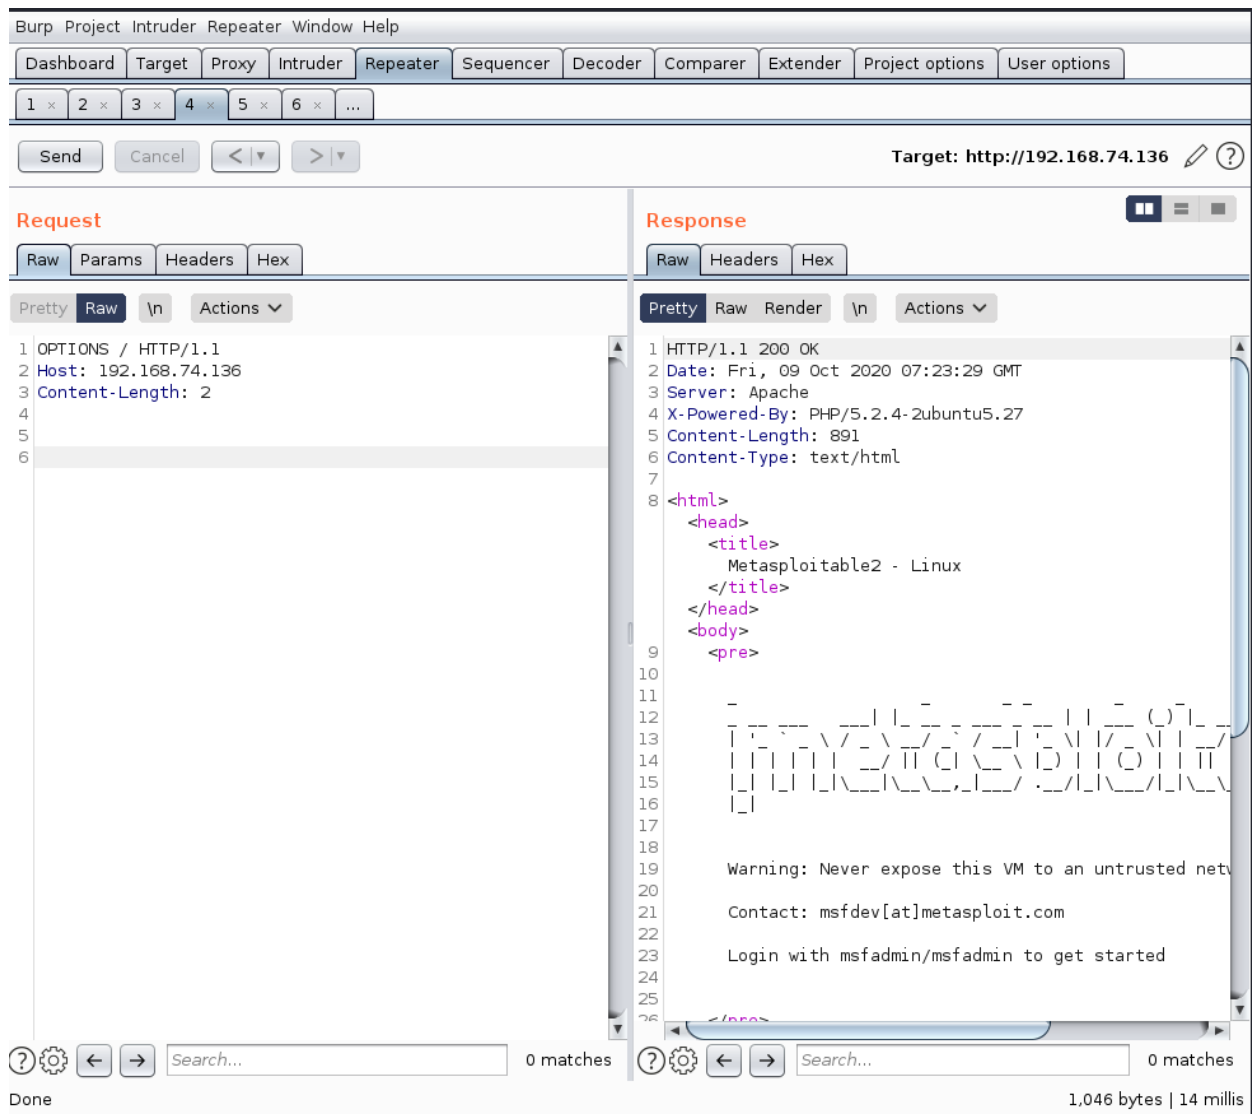 Burp Project Intruder Repeater Window Help
Dashboard Target Proxy Intruder Repeater Sequencer Decoder Comparer Extender Project options User options
1 × 2 × 3 × 4 × 5 × 6 × ...
Send Cancel < | ▼ > | ▼ Target: http://192.168.74.136 ?
Request
Raw Params Headers Hex
Pretty Raw \n Actions
1 OPTIONS / HTTP/1.1
2 Host: 192.168.74.136
3 Content-Length: 2
4
5
6
? Search... 0 matches
Response
Raw Headers Hex
Pretty Raw Render \n Actions
1 HTTP/1.1 200 OK
2 Date: Fri, 09 Oct 2020 07:23:29 GMT
3 Server: Apache
4 X-Powered-By: PHP/5.2.4-2ubuntu5.27
5 Content-Length: 891
6 Content-Type: text/html
7
8 <html>
<head>
<title>
Metasploitable2 - Linux
</title>
</head>
<body>
9 <pre>
10
11
12
13
14
15
16
17
18
19 Warning: Never expose this VM to an untrusted
20
21 Contact: msfdev[at]metasploit.com
22
23 Login with msfadmin/msfadmin to get started
24
25
26 </pre>
? Search... 0 matches
Done 1,046 bytes | 14 millis